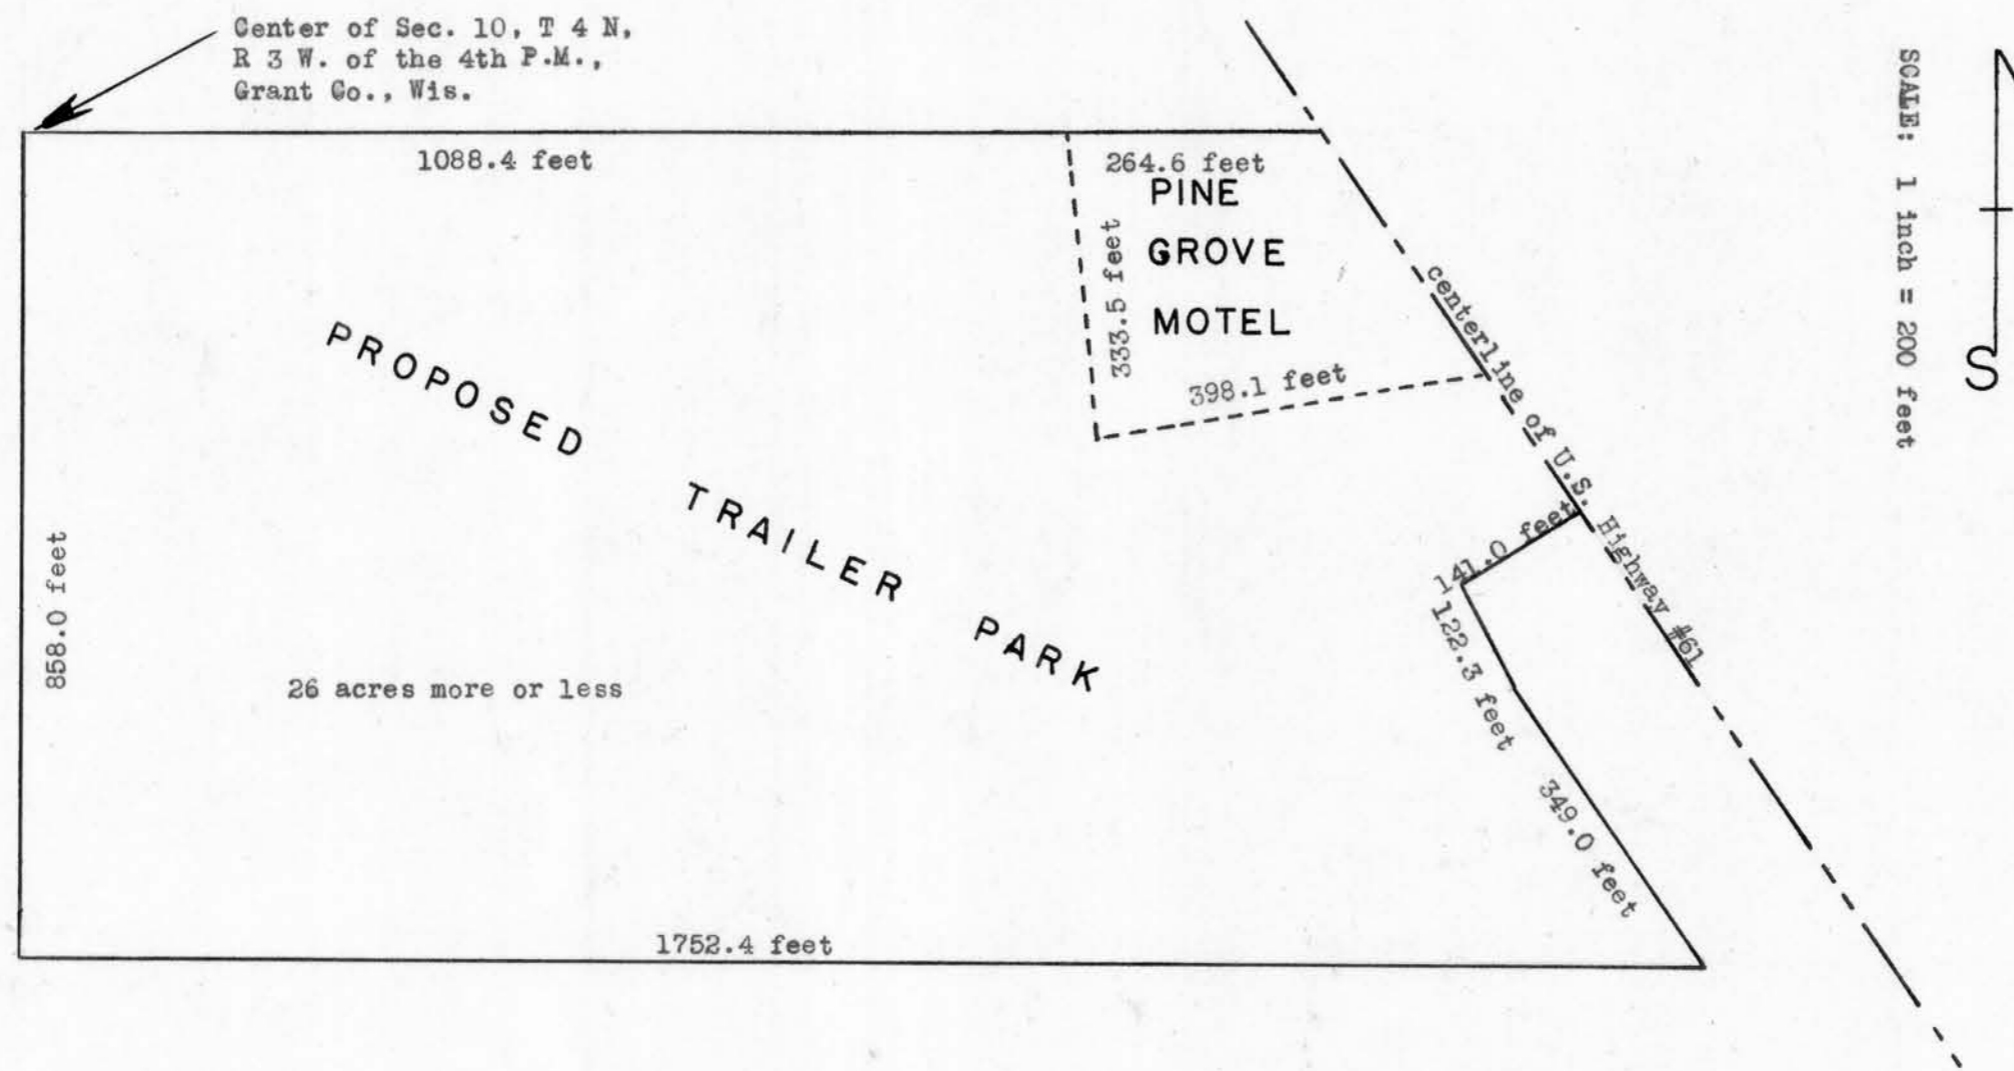 Center of Sec. 10, T 4 N,
R 3 W. of the 4th P.M.,
Grant Co., Wis.
1088.4 feet
264.6 feet
PINE
GROVE
MOTEL
333.5 feet
398.1 feet
centerline of U.S. Highway #61
SCALE: 1 inch = 200 feet
S
PROPOSED TRAILER PARK
141.0 feet
122.3 feet
349.0 feet
858.0 feet
26 acres more or less
1752.4 feet